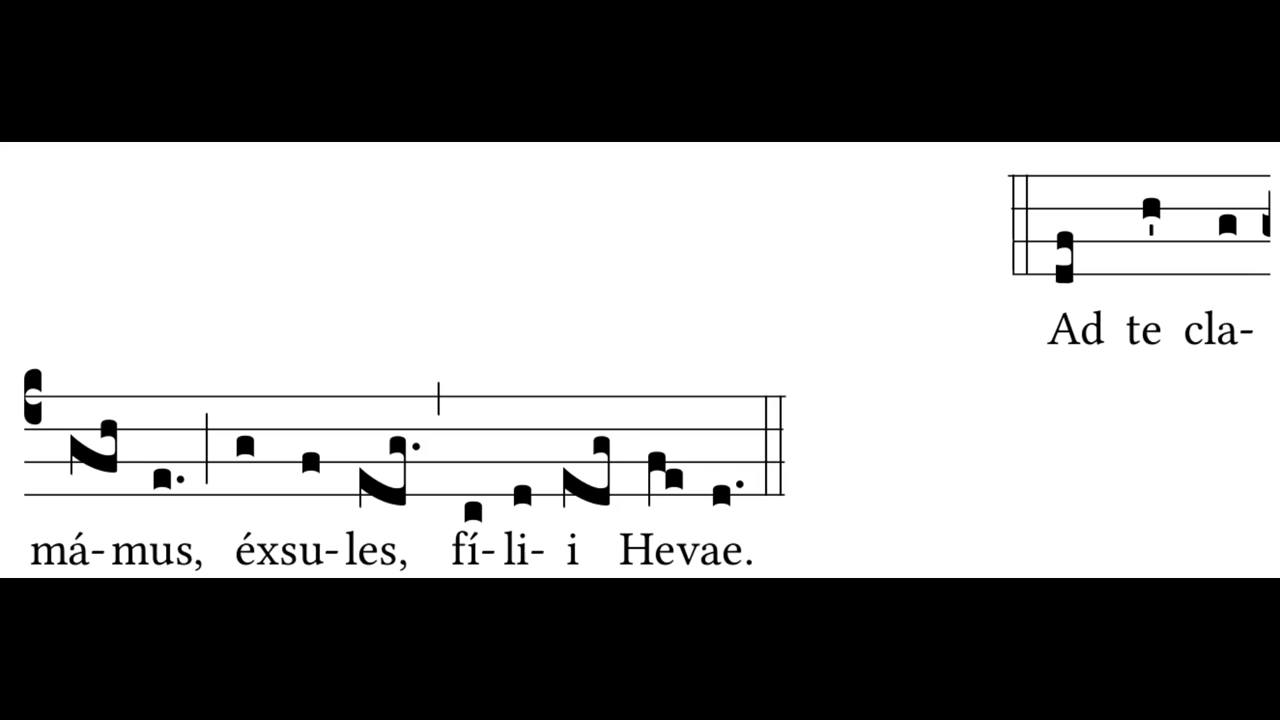 Ad te cla-
má-mus, éxsu-les, fí-li- i Hevae.